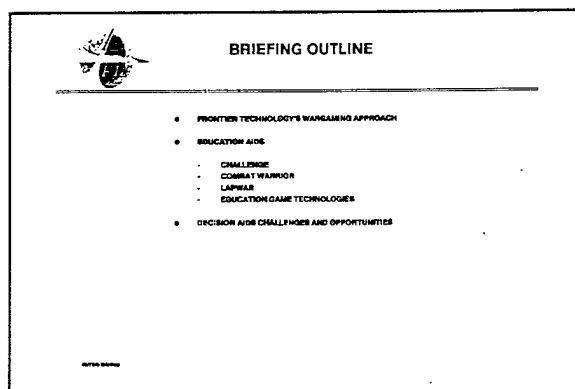 BRIEFING OUTLINE
• FRONTIER TECHNOLOGY'S WARGAMING APPROACH
• EDUCATION AIDS
- CHALLENGE
- COMBAT WARRIOR
- LAPWAR
- EDUCATION GAME TECHNOLOGIES
• DECISION AIDS CHALLENGES AND OPPORTUNITIES